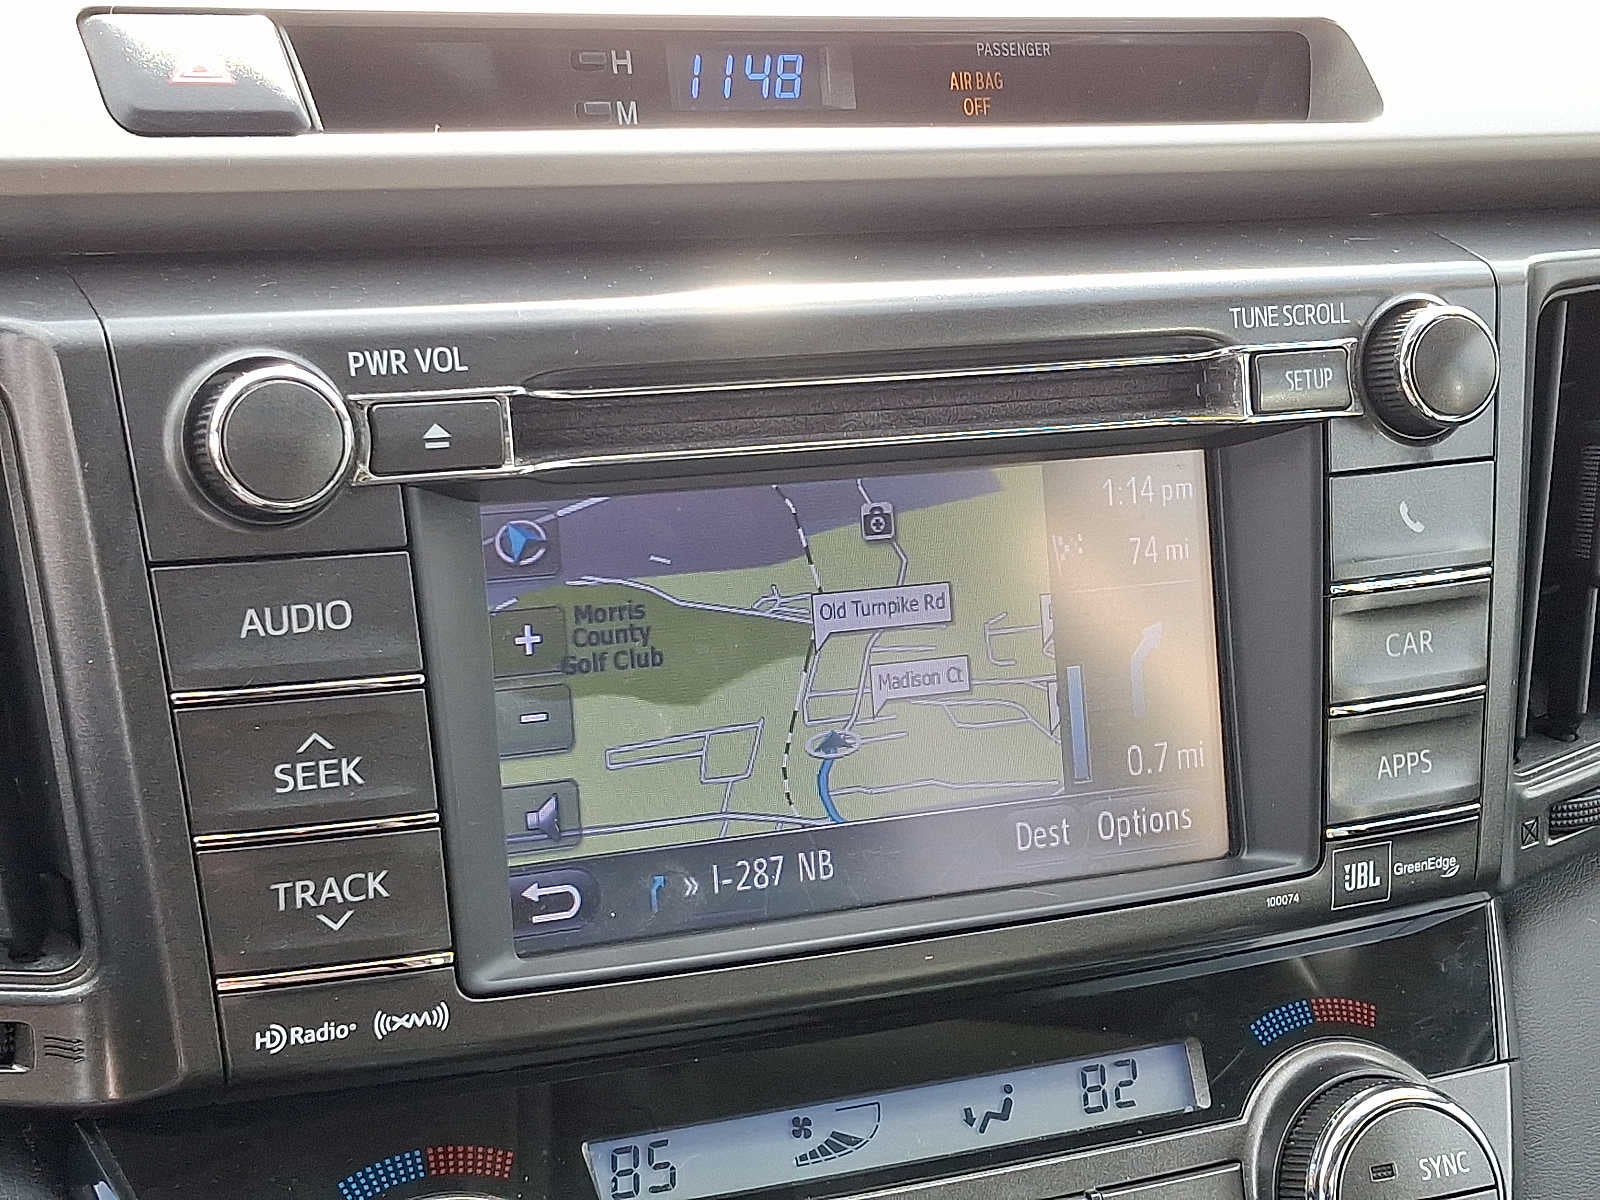 H
1148
PASSENGER
AIR BAG
OFF
M
PWR VOL
TUNE SCROLL
SETUP
AUDIO
SEEK
TRACK
HD Radio
((XM))
1:14 pm
74 mi
Old Turnpike Rd
Morris
County
Golf Club
Madison Ct
0.7 mi
Dest
Options
» I-287 NB
CAR
APPS
JBL
GreenEdge
100074
85
82
SYNC